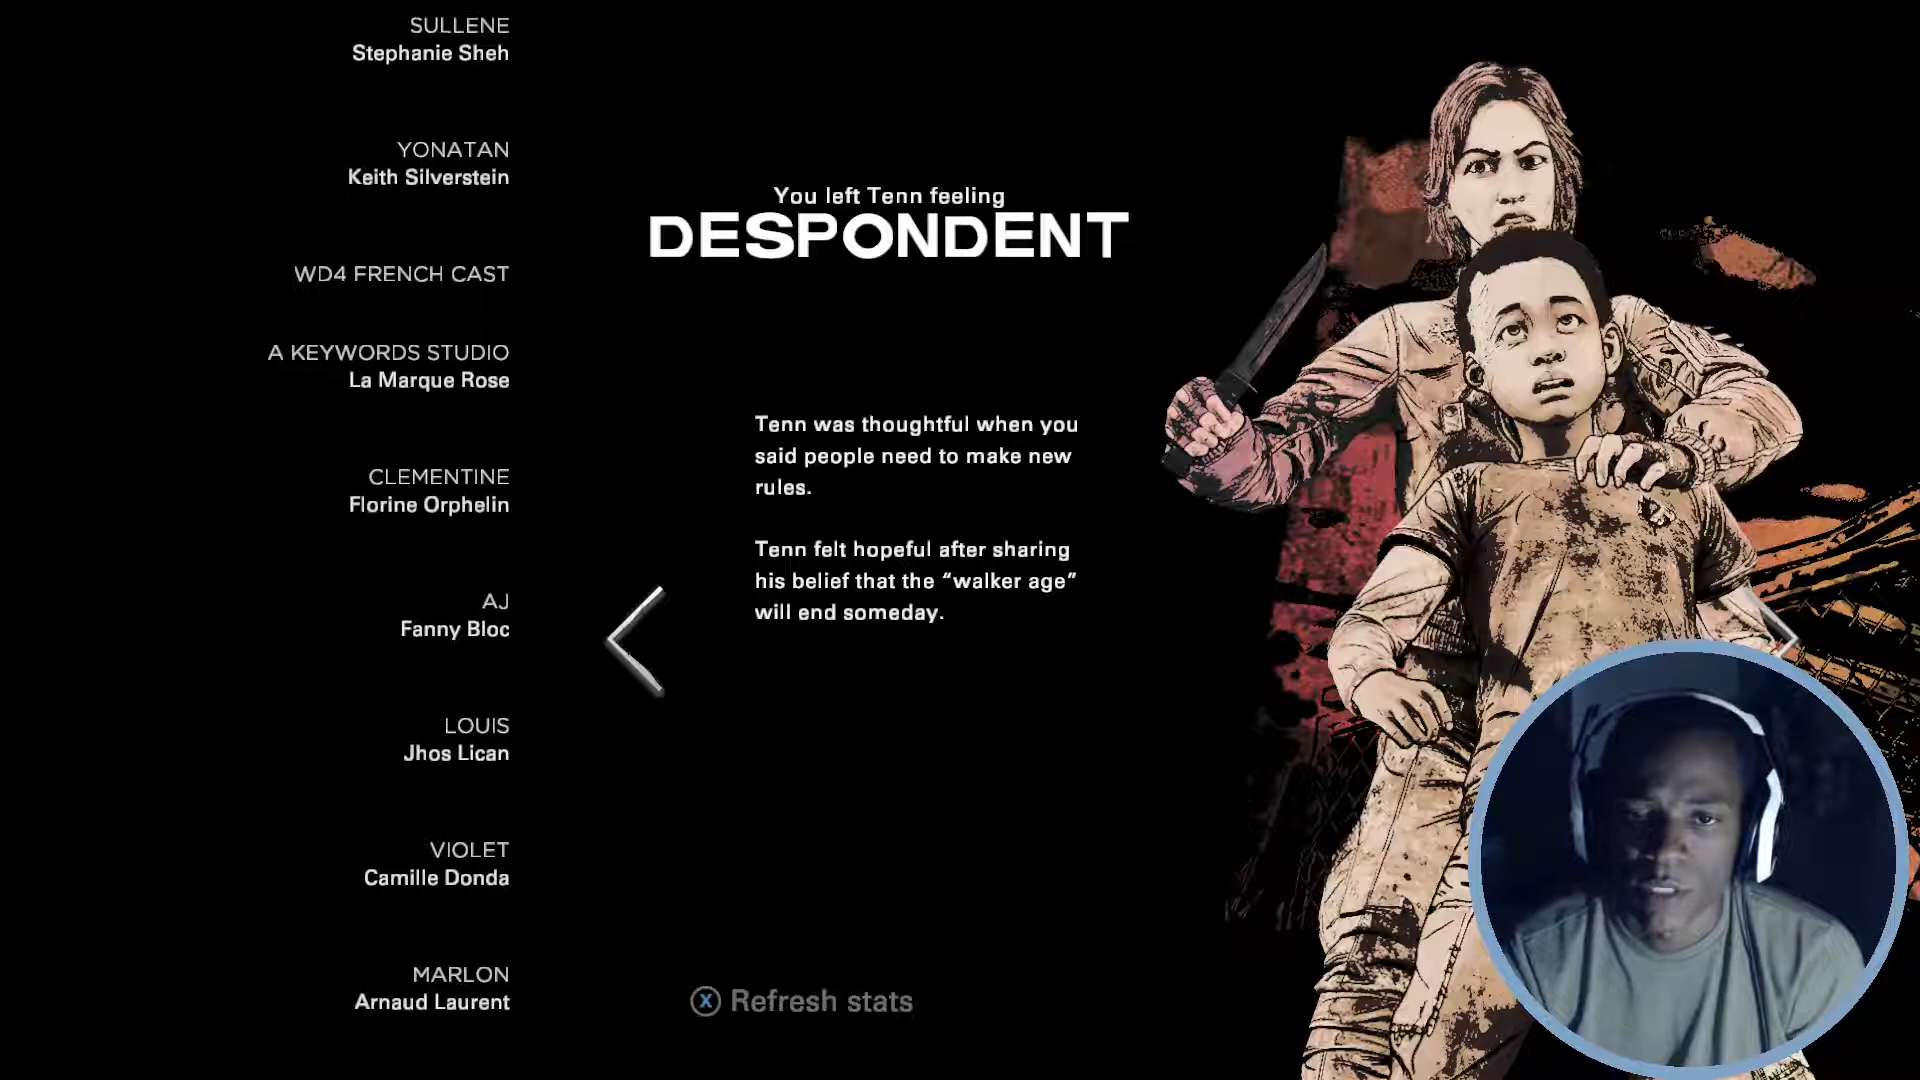 SULLENE
Stephanie Sheh
YONATAN
Keith Silverstein
WD4 FRENCH CAST
A KEYWORDS STUDIO
La Marque Rose
CLEMENTINE
Florine Orphelin
AJ
Fanny Bloc
LOUIS
Jhos Lican
VIOLET
Camille Donda
MARLON
Arnaud Laurent
You left Tenn feeling
DESPONDENT
Tenn was thoughtful when you
said people need to make new
rules.
Tenn felt hopeful after sharing
his belief that the “walker age”
will end someday.
X Refresh stats